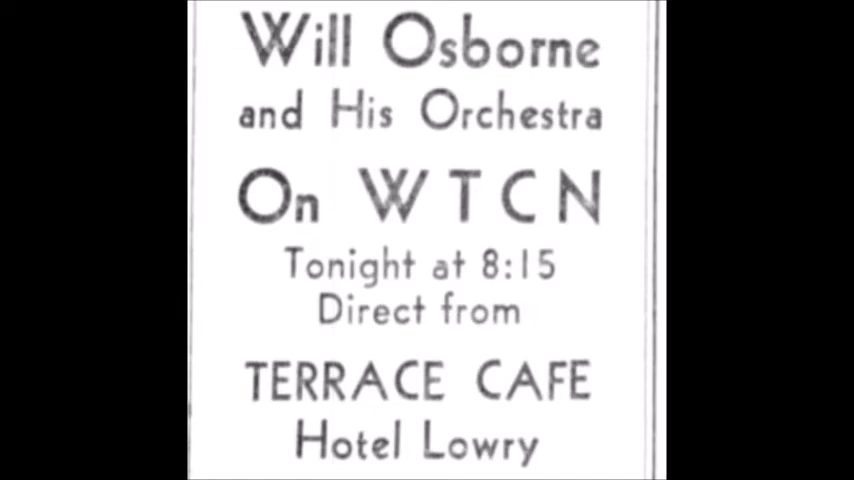 Will Osborne
and His Orchestra
On WTCN
Tonight at 8:15
Direct from
TERRACE CAFE
Hotel Lowry